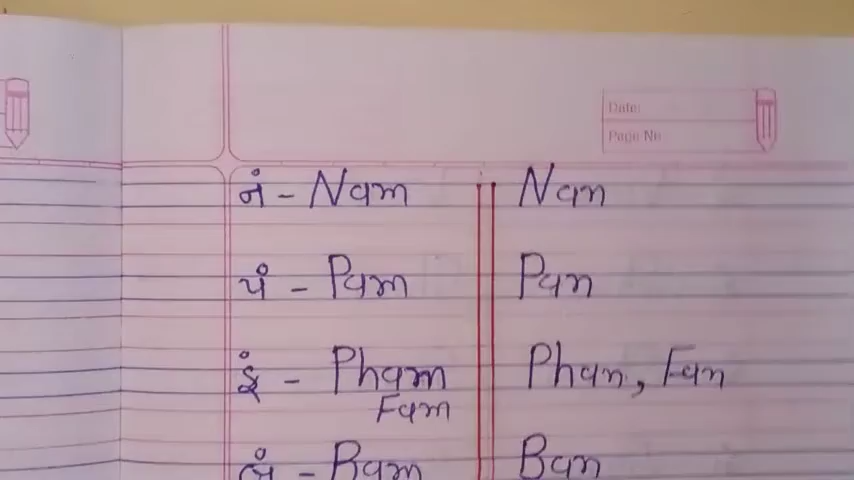 Date:
Page No
નં - Nam Nan
પં - Pam Pan
ફં - Pham Phan, Fan
Fam
બં - Bam Ban